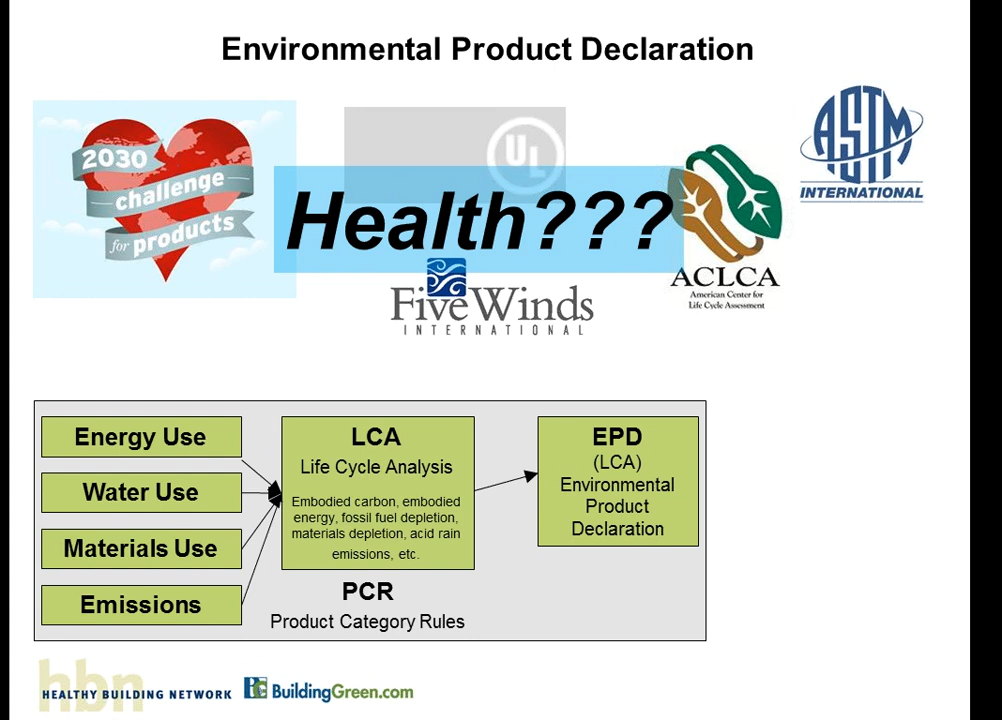 Environmental Product Declaration
2030
challenge
for products
UL
Health???
ASTM
INTERNATIONAL
ACLCA
American Center for
Life Cycle Assessment
Five Winds
INTERNATIONAL
Energy Use
Water Use
Materials Use
Emissions
LCA
Life Cycle Analysis
Embodied carbon, embodied
energy, fossil fuel depletion,
materials depletion, acid rain
emissions, etc.
PCR
Product Category Rules
EPD
(LCA)
Environmental
Product
Declaration
hbn
HEALTHY BUILDING NETWORK
BuildingGreen.com